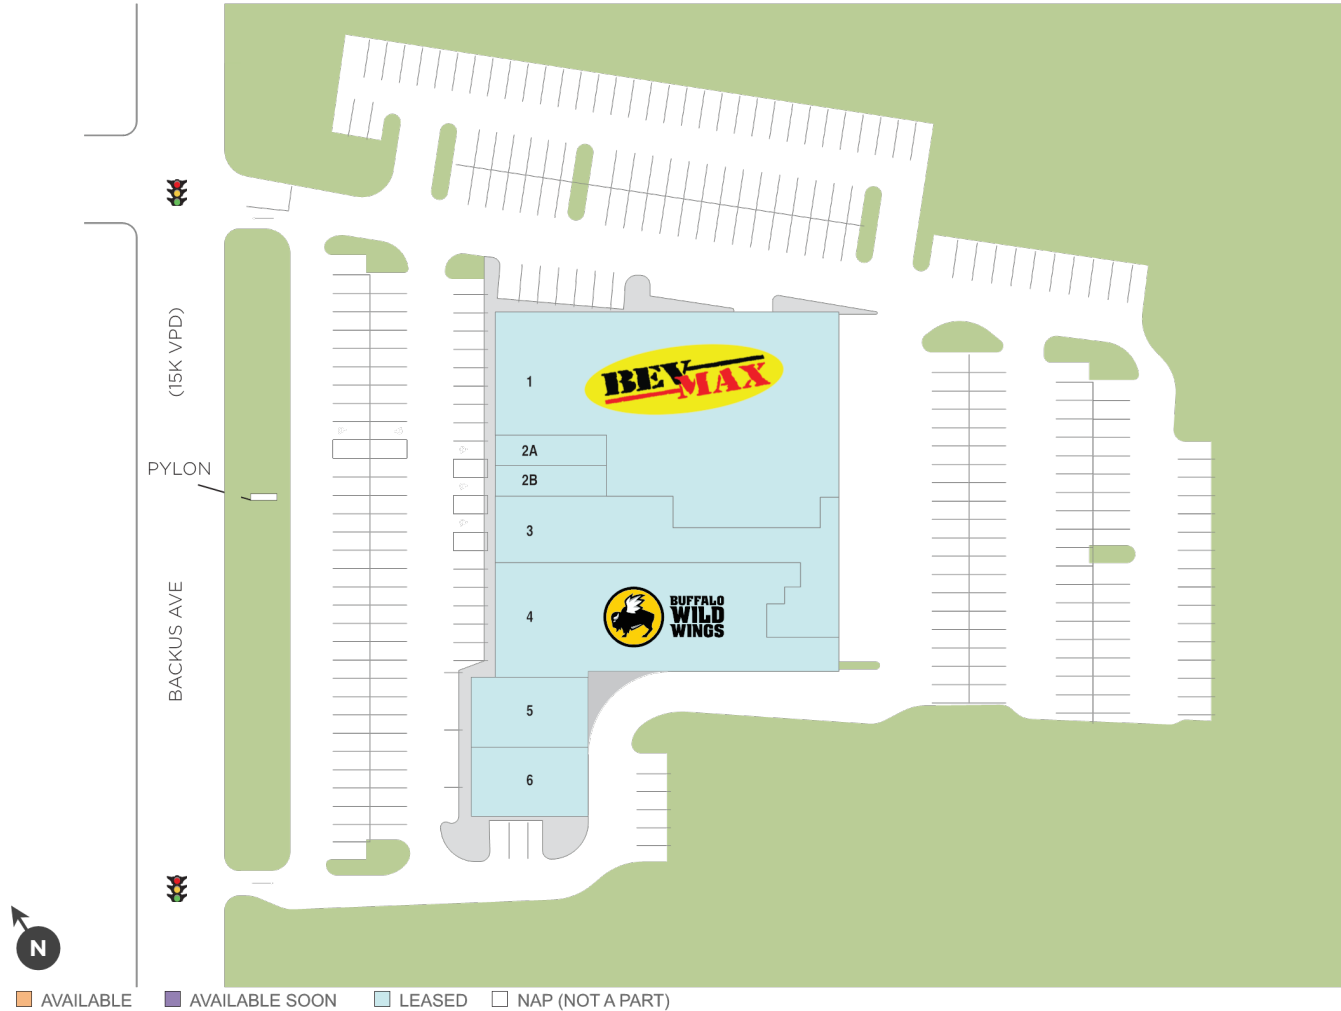 (15K VPD)
PYLON
BACKUS AVE
1
BEV
MAX
2A
2B
3
4
BUFFALO
WILD
WINGS
5
6
N
AVAILABLE
AVAILABLE SOON
LEASED
NAP (NOT A PART)